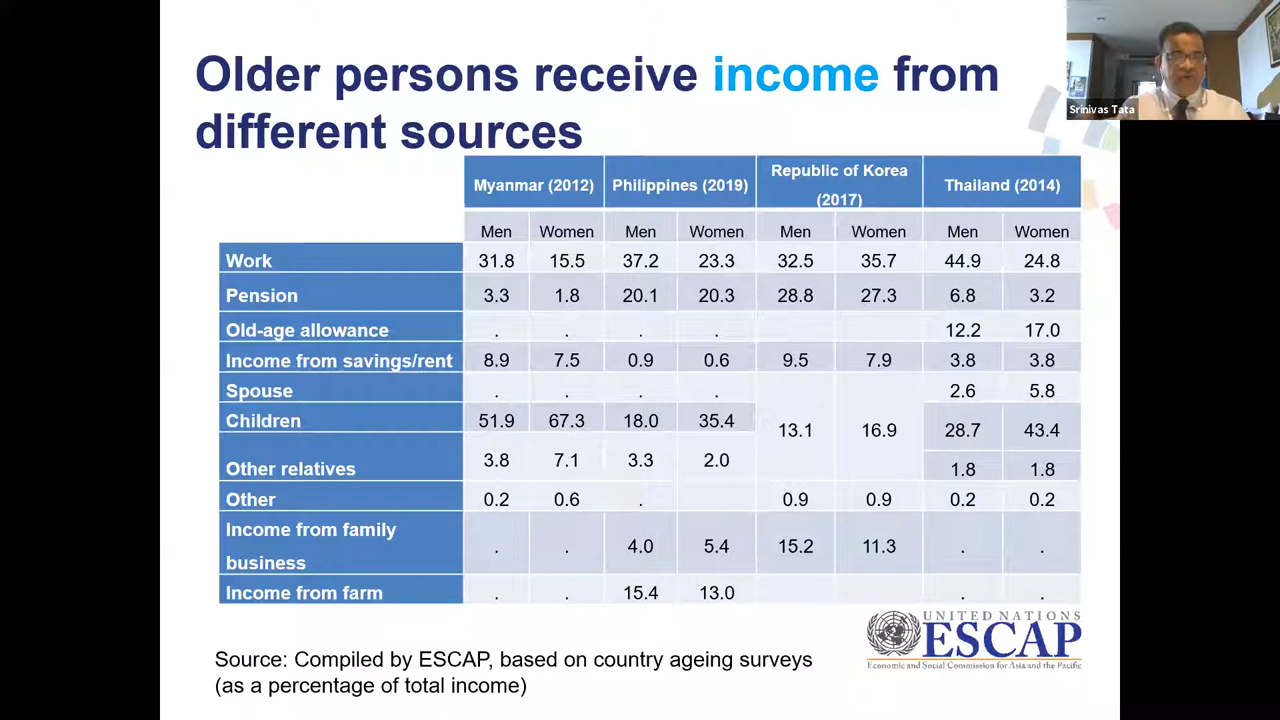 Older persons receive income from
different sources
Srinivas Tata
Myanmar (2012) Philippines (2019) Republic of Korea (2017) Thailand (2014)
Men Women Men Women Men Women Men Women
Work 31.8 15.5 37.2 23.3 32.5 35.7 44.9 24.8
Pension 3.3 1.8 20.1 20.3 28.8 27.3 6.8 3.2
Old-age allowance . . . . 12.2 17.0
Income from savings/rent 8.9 7.5 0.9 0.6 9.5 7.9 3.8 3.8
Spouse . . . . 2.6 5.8
Children 51.9 67.3 18.0 35.4 13.1 16.9 28.7 43.4
Other relatives 3.8 7.1 3.3 2.0 1.8 1.8
Other 0.2 0.6 . 0.9 0.9 0.2 0.2
Income from family
business . . 4.0 5.4 15.2 11.3 . .
Income from farm . . 15.4 13.0 . .
UNITED NATIONS
ESCAP
Economic and Social Commission for Asia and the Pacific
Source: Compiled by ESCAP, based on country ageing surveys
(as a percentage of total income)